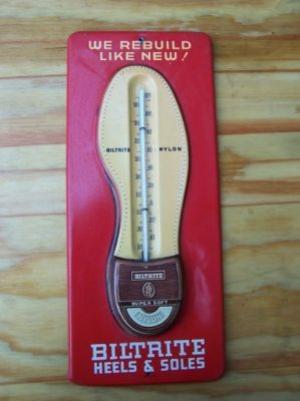 WE REBUILD
LIKE NEW!
BILTRITE NYLON
BILTRITE
SUPER SOFT
BILTRITE
HEELS & SOLES